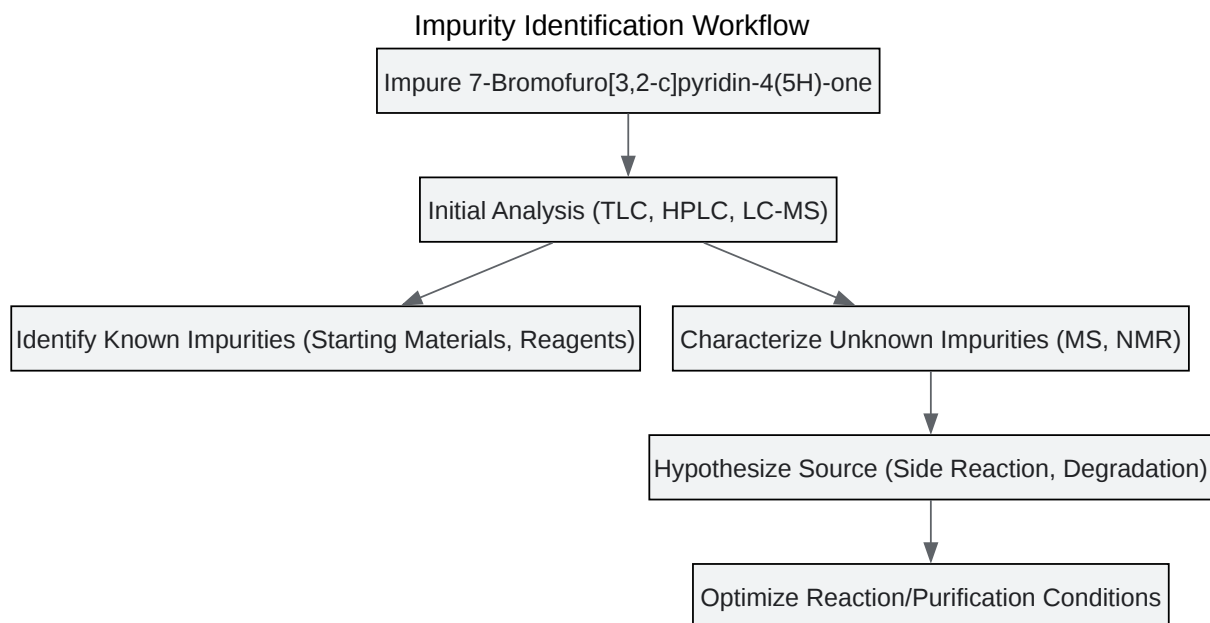 Impurity Identification Workflow
Impure 7-Bromofuro[3,2-c]pyridin-4(5H)-one
Initial Analysis (TLC, HPLC, LC-MS)
Identify Known Impurities (Starting Materials, Reagents)
Characterize Unknown Impurities (MS, NMR)
Hypothesize Source (Side Reaction, Degradation)
Optimize Reaction/Purification Conditions